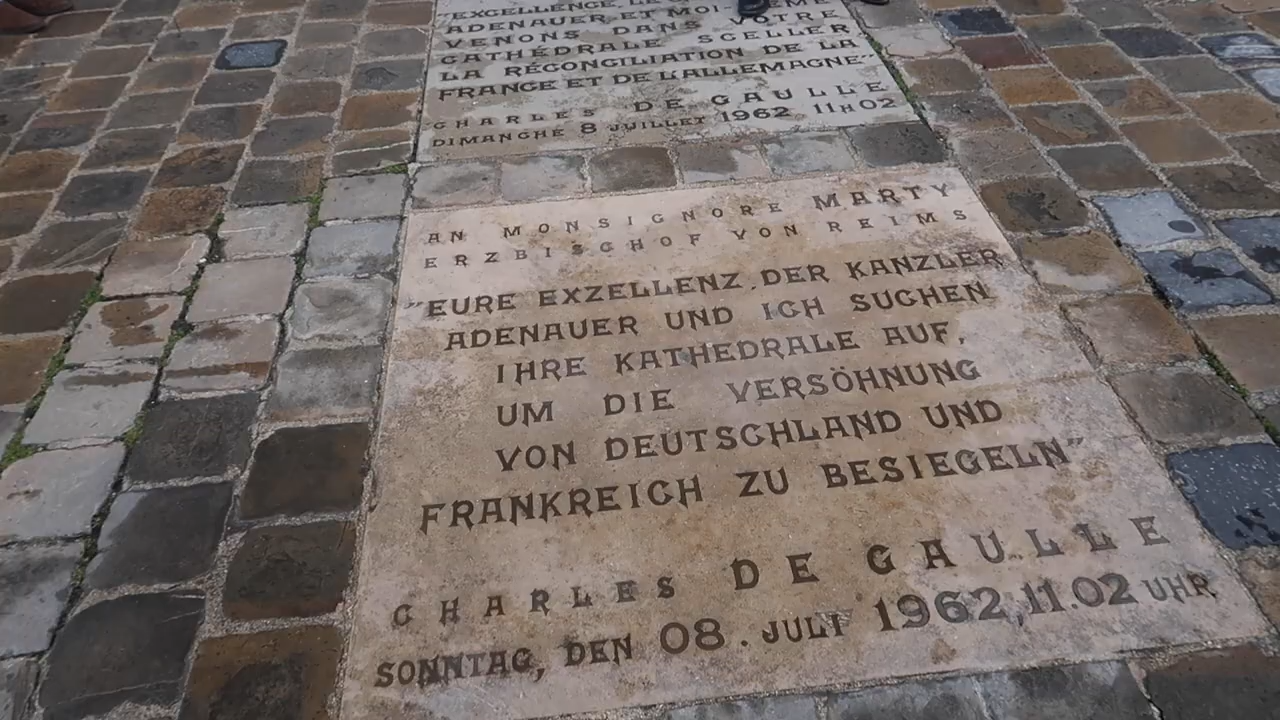 "EXCELLENCE, LE
ADENAUER ET MOI-MÊME
VENONS DANS VOTRE
CATHÉDRALE SCELLER
LA RÉCONCILIATION DE LA
FRANCE ET DE L'ALLEMAGNE"
CHARLES DE GAULLE
DIMANCHE 8 JUILLET 1962 11H02
AN MONSIGNORE MARTY
ERZBISCHOF VON REIMS
"EURE EXZELLENZ, DER KANZLER
ADENAUER UND ICH SUCHEN
IHRE KATHEDRALE AUF,
UM DIE VERSÖHNUNG
VON DEUTSCHLAND UND
FRANKREICH ZU BESIEGELN"
CHARLES DE GAULLE
SONNTAG, DEN 08. JULI 1962, 11.02 UHR